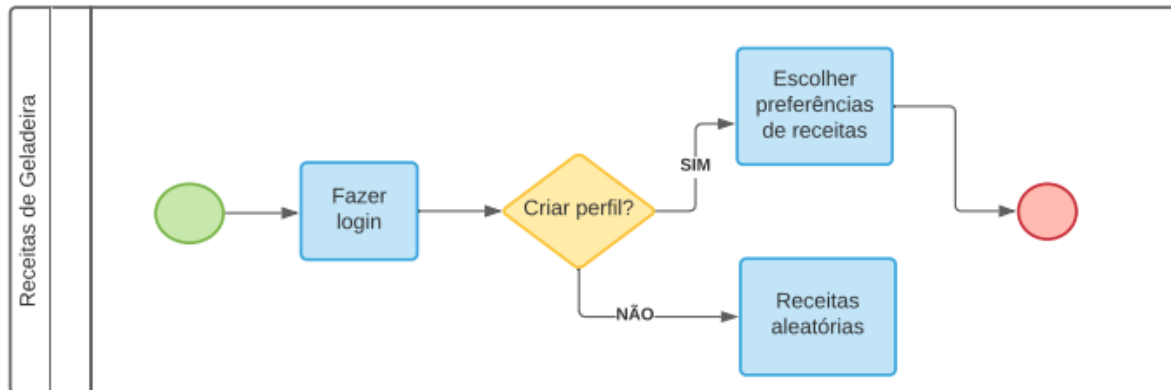 Receitas de Geladeira
Fazer
login
Criar perfil?
SIM
Escolher
preferências
de receitas
NÃO
Receitas
aleatórias